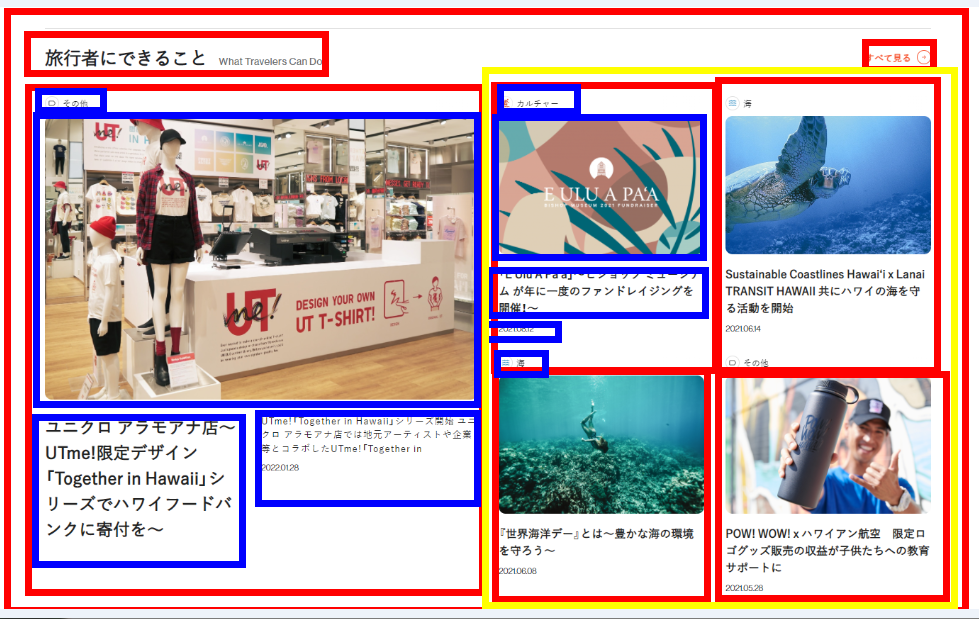 旅行者にできること What Travelers Can Do
すべて見る
その他
me!
UT
me!
UT
me!
DESIGN YOUR OWN
UT T-SHIRT!
ユニクロ アラモアナ店〜
UTme!限定デザイン
「Together in Hawaii」シ
リーズでハワイフードバ
ンクに寄付を〜
UTme!「Together in Hawaii」シリーズ開始 ユニ
クロ アラモアナ店では地元アーティストや企業
等とコラボしたUTme!「Together in
2022.01.28
カルチャー
E ULU A PAʻA
BISHOP MUSEUM 2021 FUNDRAISER
「E Ulu A Paʻa」〜ビショップ ミュージア
ム が年に一度のファンドレイジングを
開催！〜
2021.08.12
海
Sustainable Coastlines Hawaiʻi x Lanai
TRANSIT HAWAII 共にハワイの海を守
る活動を開始
2021.06.14
海
『世界海洋デー』とは〜豊かな海の環境
を守ろう〜
2021.06.08
その他
POW! WOW! x ハワイアン航空　限定ロ
ゴグッズ販売の収益が子供たちへの教育
サポートに
2021.05.28